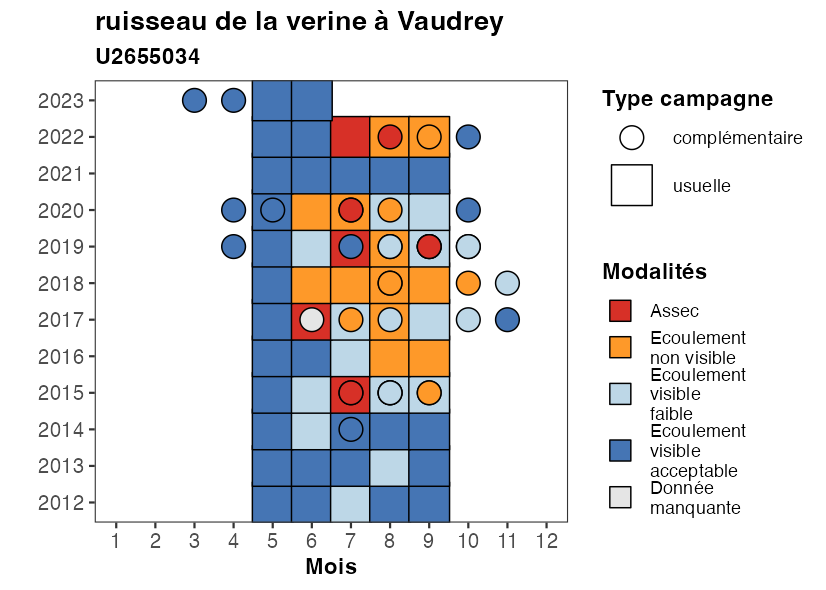 ruisseau de la verine à Vaudrey
U2655034
2023
2022
2021
2020
2019
2018
2017
2016
2015
2014
2013
2012
1 2 3 4 5 6 7 8 9 10 11 12
Mois
Type campagne
complémentaire
usuelle
Modalités
Assec
Ecoulement
non visible
Ecoulement
visible
faible
Ecoulement
visible
acceptable
Donnée
manquante